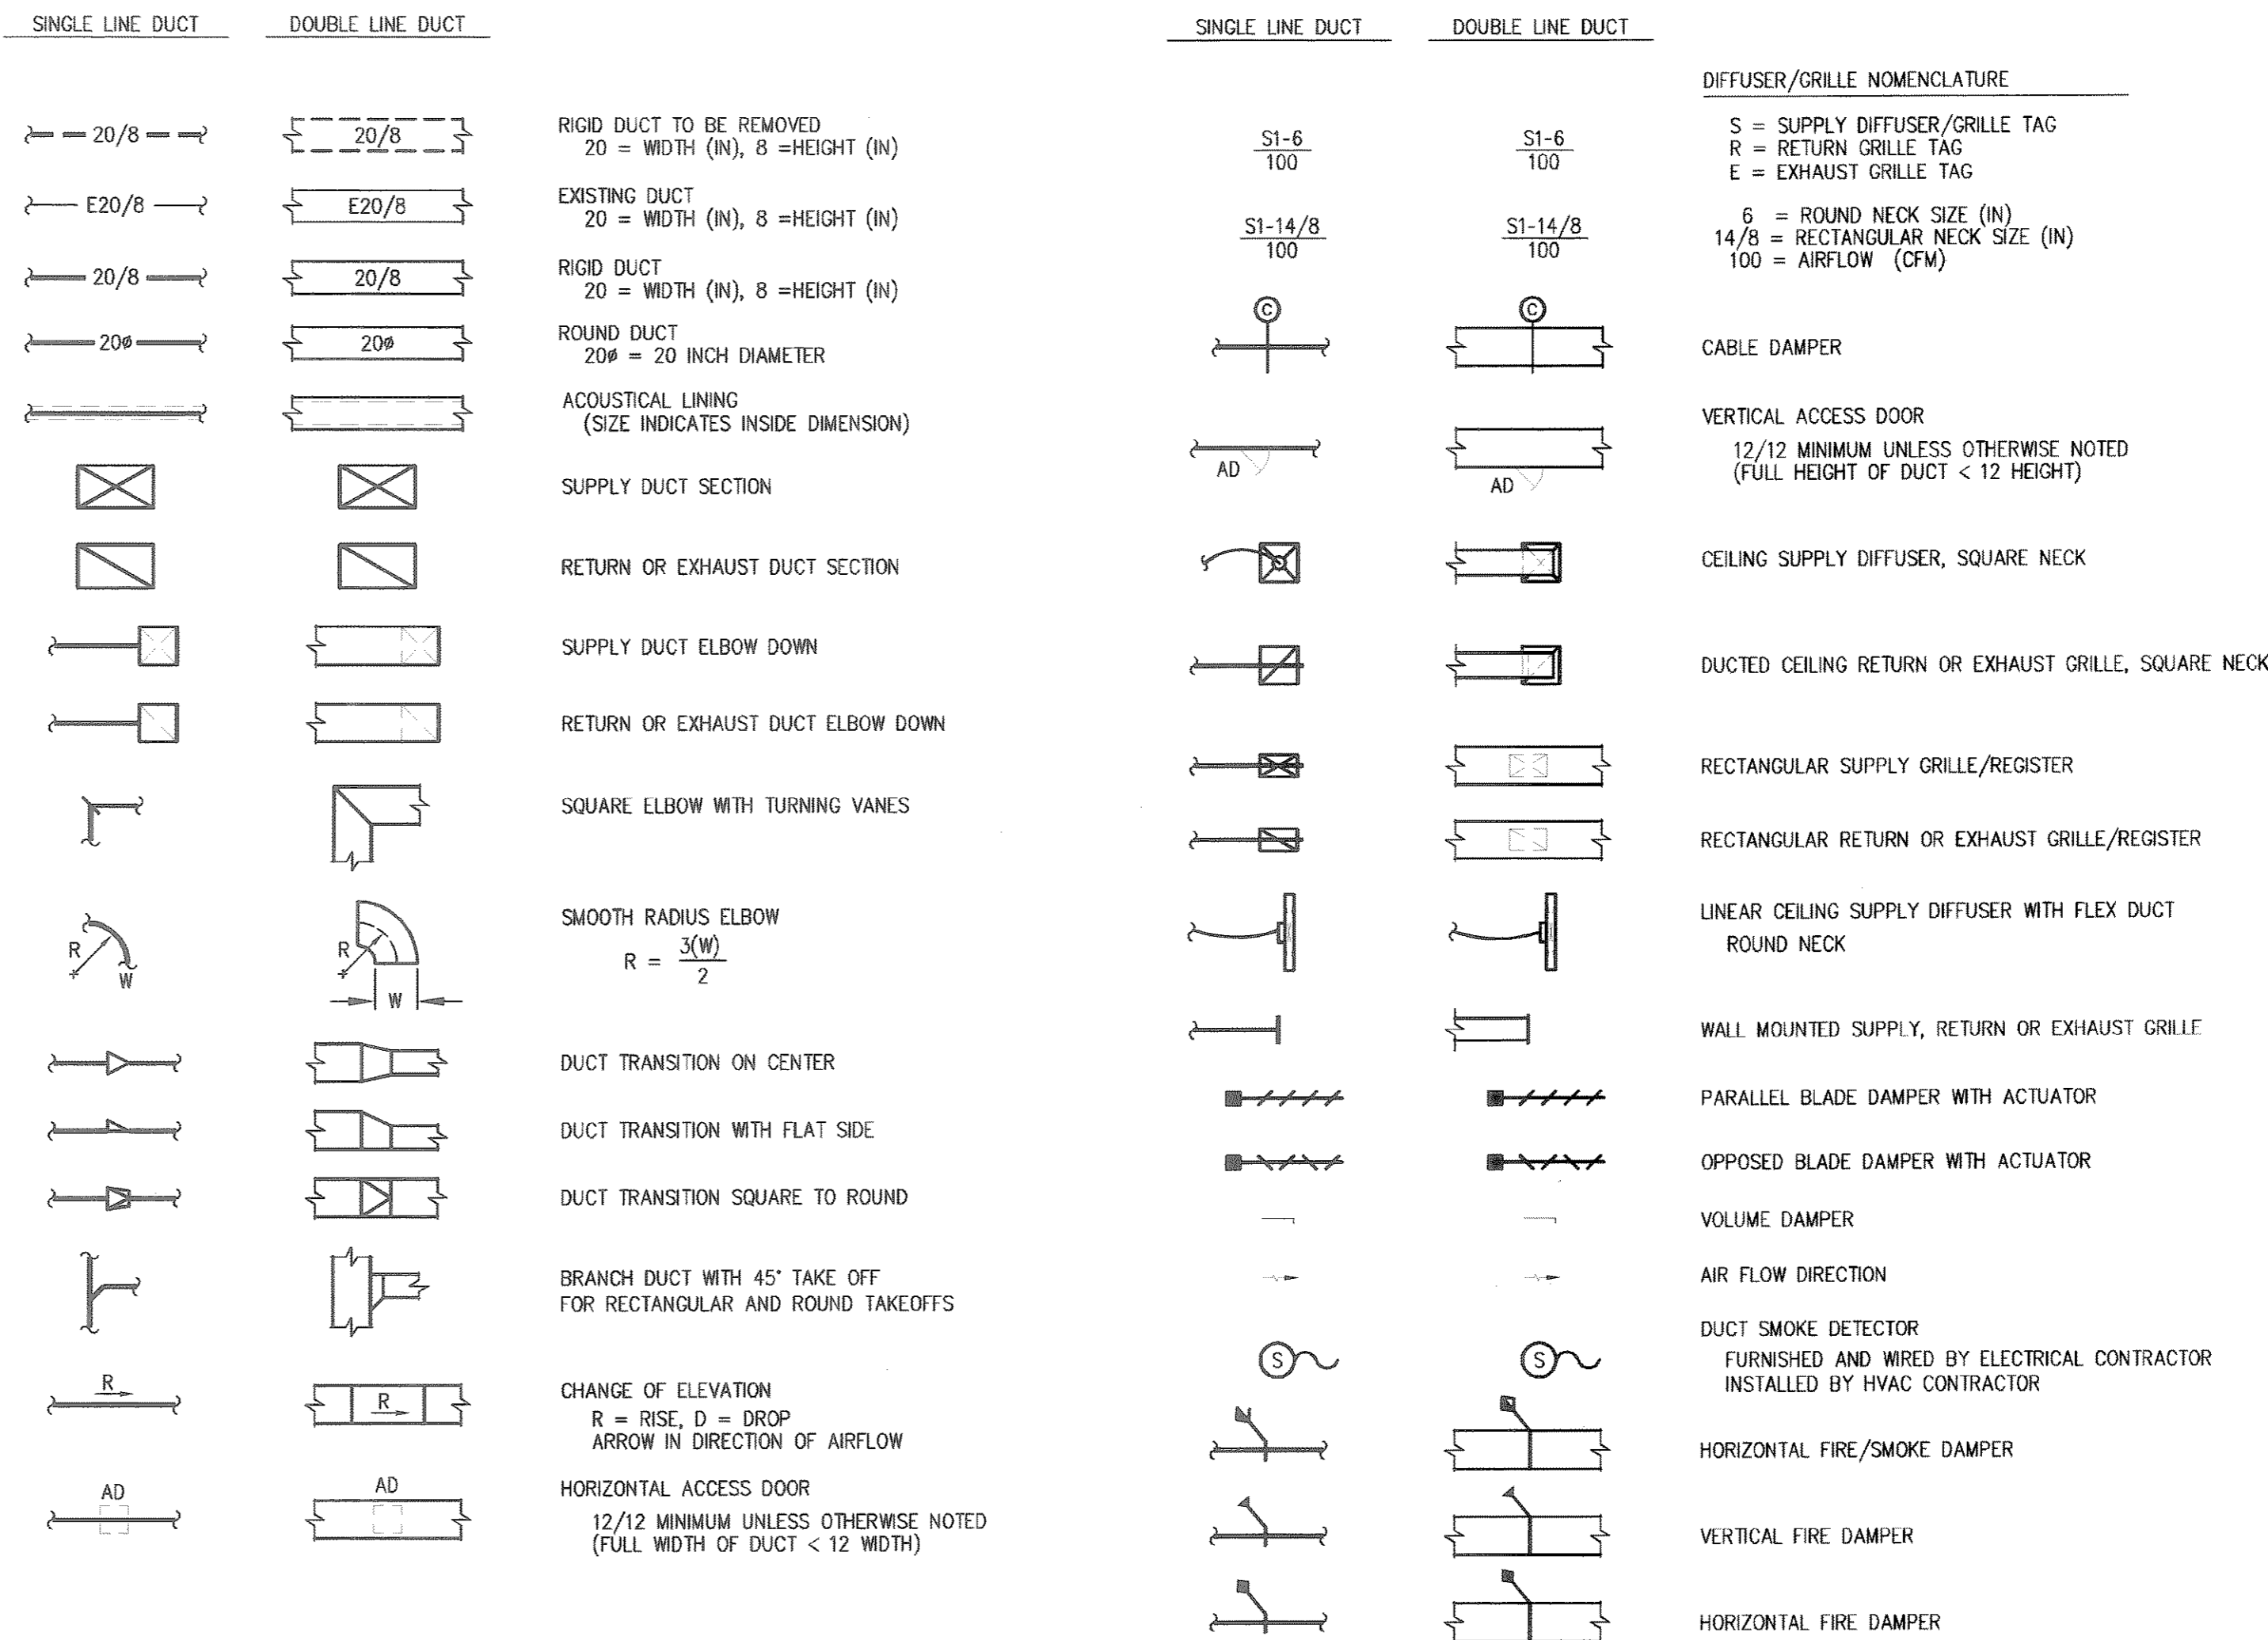 SINGLE LINE DUCT DOUBLE LINE DUCT
20/8 20/8 RIGID DUCT TO BE REMOVED
20 = WIDTH (IN), 8 =HEIGHT (IN)
E20/8 E20/8 EXISTING DUCT
20 = WIDTH (IN), 8 =HEIGHT (IN)
20/8 20/8 RIGID DUCT
20 = WIDTH (IN), 8 =HEIGHT (IN)
20ø 20ø ROUND DUCT
20ø = 20 INCH DIAMETER
ACOUSTICAL LINING
(SIZE INDICATES INSIDE DIMENSION)
SUPPLY DUCT SECTION
RETURN OR EXHAUST DUCT SECTION
SUPPLY DUCT ELBOW DOWN
RETURN OR EXHAUST DUCT ELBOW DOWN
SQUARE ELBOW WITH TURNING VANES
SMOOTH RADIUS ELBOW
R W R W R = 3(W)
2
DUCT TRANSITION ON CENTER
DUCT TRANSITION WITH FLAT SIDE
DUCT TRANSITION SQUARE TO ROUND
BRANCH DUCT WITH 45° TAKE OFF
FOR RECTANGULAR AND ROUND TAKEOFFS
R R CHANGE OF ELEVATION
R = RISE, D = DROP
ARROW IN DIRECTION OF AIRFLOW
AD AD HORIZONTAL ACCESS DOOR
12/12 MINIMUM UNLESS OTHERWISE NOTED
(FULL WIDTH OF DUCT < 12 WIDTH)
SINGLE LINE DUCT DOUBLE LINE DUCT
DIFFUSER/GRILLE NOMENCLATURE
S1-6 S1-6 S = SUPPLY DIFFUSER/GRILLE TAG
100 100 R = RETURN GRILLE TAG
E = EXHAUST GRILLE TAG
6 = ROUND NECK SIZE (IN)
S1-14/8 S1-14/8 14/8 = RECTANGULAR NECK SIZE (IN)
100 100 100 = AIRFLOW (CFM)
C C
CABLE DAMPER
VERTICAL ACCESS DOOR
12/12 MINIMUM UNLESS OTHERWISE NOTED
AD AD (FULL HEIGHT OF DUCT < 12 HEIGHT)
CEILING SUPPLY DIFFUSER, SQUARE NECK
DUCTED CEILING RETURN OR EXHAUST GRILLE, SQUARE NECK
RECTANGULAR SUPPLY GRILLE/REGISTER
RECTANGULAR RETURN OR EXHAUST GRILLE/REGISTER
LINEAR CEILING SUPPLY DIFFUSER WITH FLEX DUCT
ROUND NECK
WALL MOUNTED SUPPLY, RETURN OR EXHAUST GRILLE
PARALLEL BLADE DAMPER WITH ACTUATOR
OPPOSED BLADE DAMPER WITH ACTUATOR
VOLUME DAMPER
AIR FLOW DIRECTION
DUCT SMOKE DETECTOR
S S FURNISHED AND WIRED BY ELECTRICAL CONTRACTOR
INSTALLED BY HVAC CONTRACTOR
HORIZONTAL FIRE/SMOKE DAMPER
VERTICAL FIRE DAMPER
HORIZONTAL FIRE DAMPER